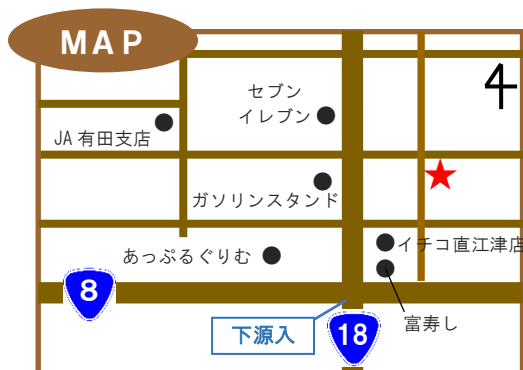 MAP
セブン
イレブン
JA有田支店
ガソリンスタンド
イチコ直江津店
あっぷるぐりむ
8
下源入
18
富寿し